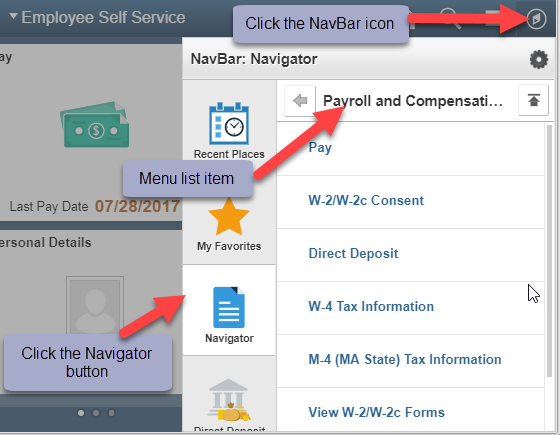 Employee Self Service
Click the NavBar icon
ay
NavBar: Navigator
Payroll and Compensati...
Recent Places
Pay
Menu list item
Last Pay Date 07/28/2017
W-2/W-2c Consent
My Favorites
ersonal Details
Direct Deposit
W-4 Tax Information
Navigator
Click the Navigator
button
M-4 (MA State) Tax Information
View W-2/W-2c Forms
Direct Deposit